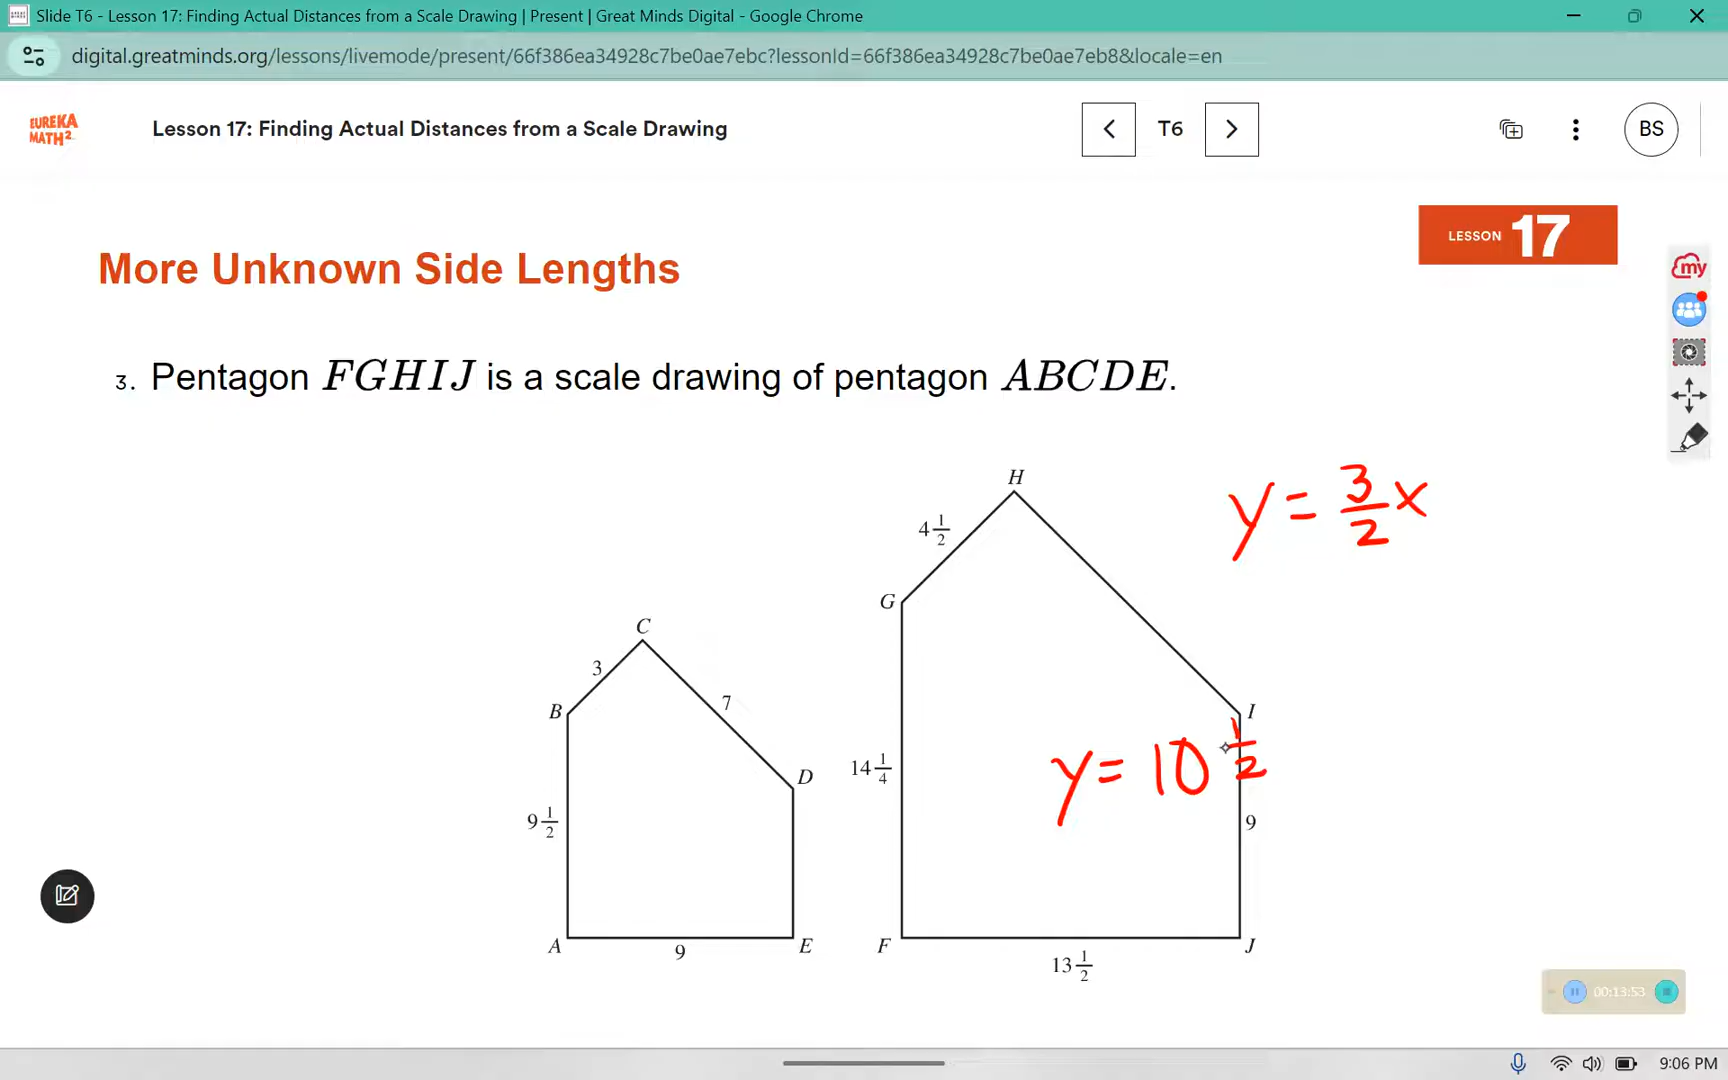 Slide T6 - Lesson 17: Finding Actual Distances from a Scale Drawing | Present | Great Minds Digital - Google Chrome
digital.greatminds.org/lessons/livemode/present/66f386ea34928c7be0ae7ebc?lessonId=66f386ea34928c7be0ae7eb8&locale=en
EUREKA
MATH²
Lesson 17: Finding Actual Distances from a Scale Drawing
T6
BS
LESSON 17
my
More Unknown Side Lengths
3. Pentagon FGHIJ is a scale drawing of pentagon ABCDE.
H
4 1/2
y = 3/2 x
G
C
3
7
B
I
D
14 1/4
y = 10 1/2
9 1/2
9
A
9
E
F
13 1/2
J
00:13:53
9:06 PM